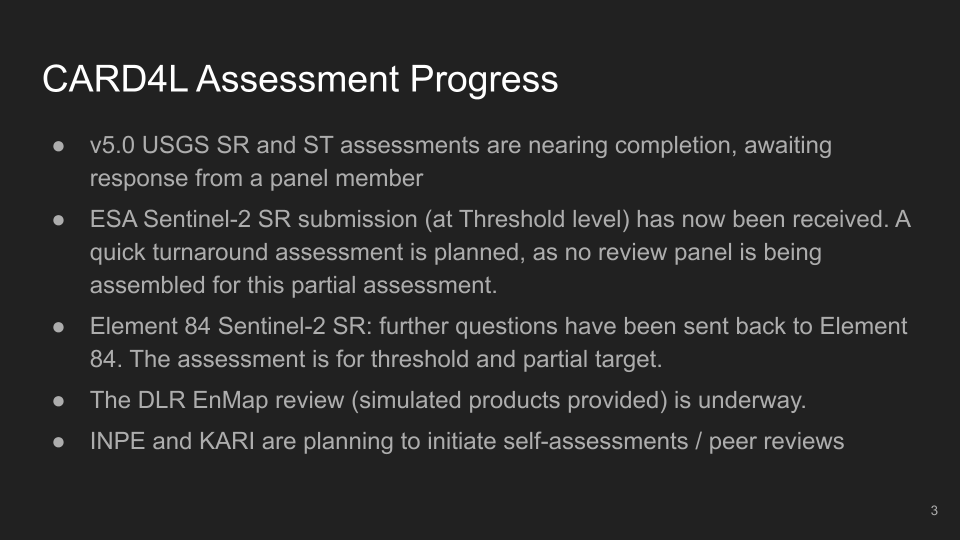 CARD4L Assessment Progress
● v5.0 USGS SR and ST assessments are nearing completion, awaiting
response from a panel member
● ESA Sentinel-2 SR submission (at Threshold level) has now been received. A
quick turnaround assessment is planned, as no review panel is being
assembled for this partial assessment.
● Element 84 Sentinel-2 SR: further questions have been sent back to Element
84. The assessment is for threshold and partial target.
● The DLR EnMap review (simulated products provided) is underway.
● INPE and KARI are planning to initiate self-assessments / peer reviews
3